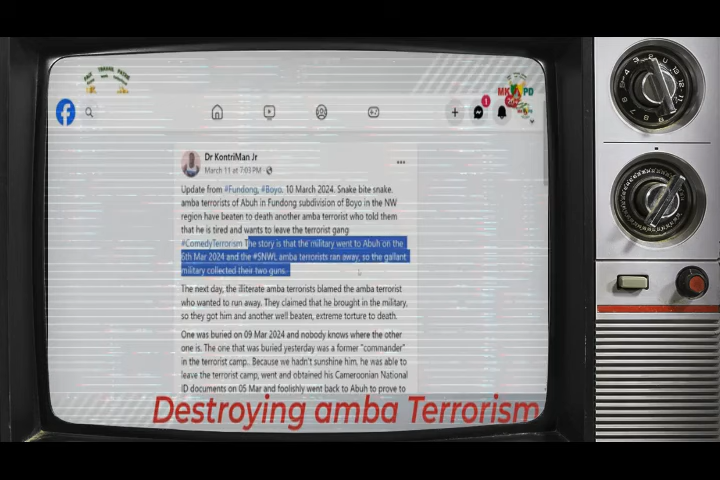 MK PD
Dr KontriMan Jr
March 11 at 7:03 PM
Update from #Fundong, #Boyo. 10 March 2024. Snake bite snake.
amba terrorists of Abuh in Fundong subdivision of Boyo in the NW
region have beaten to death another amba terrorist who told them
that he is tired and wants to leave the terrorist gang
#ComedyTerrorism The story is that the military went to Abuh on the
6th Mar 2024 and the #SNWL amba terrorists ran away, so the gallant
military collected their two guns.
The next day, the illiterate amba terrorists blamed the amba terrorist
who wanted to run away. They claimed that he brought in the military,
so they got him and another well beaten, extreme torture to death.
One was buried on 09 Mar 2024 and nobody knows where the other
one is. The one that was buried yesterday was a former "commander"
in the terrorist camp.. Because we hadn't sunshine him, he was able to
leave the terrorist camp, went and obtained his Cameroonian National
ID documents on 05 Mar and foolishly went back to Abuh to prove to
Destroying amba Terrorism